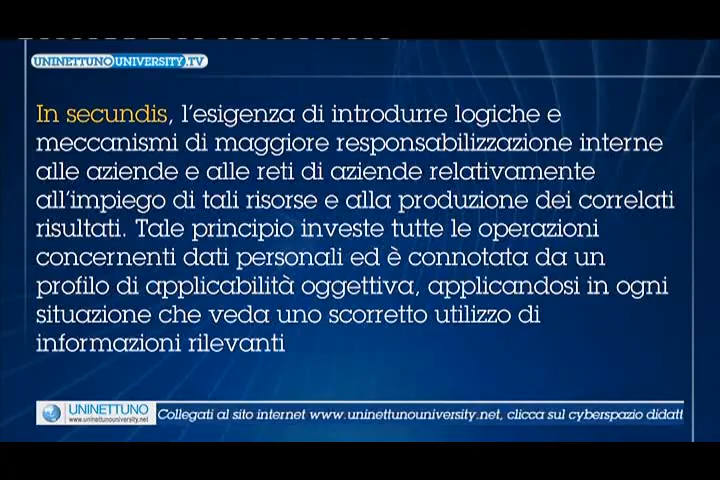 UNINETTUNOUNIVERSITY.TV
In secundis, l'esigenza di introdurre logiche e
meccanismi di maggiore responsabilizzazione interne
alle aziende e alle reti di aziende relativamente
all'impiego di tali risorse e alla produzione dei correlati
risultati. Tale principio investe tutte le operazioni
concernenti dati personali ed è connotata da un
profilo di applicabilità oggettiva, applicandosi in ogni
situazione che veda uno scorretto utilizzo di
informazioni rilevanti
UNINETTUNO
www.uninettunouniversity.net
Collegati al sito internet www.uninettunouniversity.net, clicca sul cyberspazio didatt